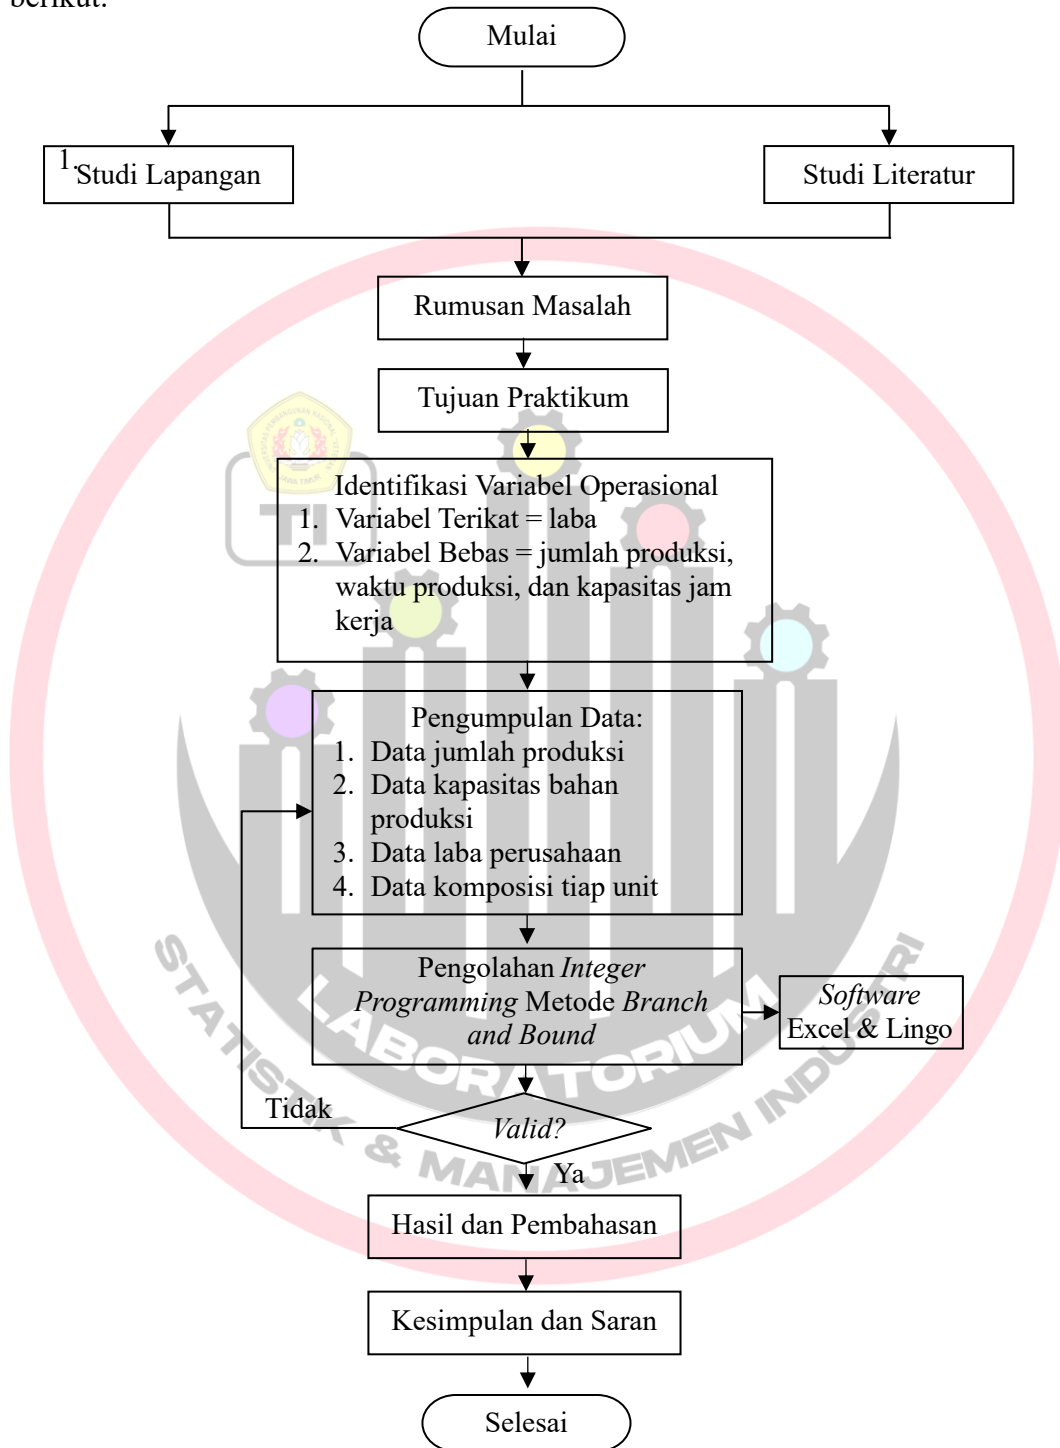 berikut:
Mulai
1.
Studi Lapangan
Studi Literatur
Rumusan Masalah
Tujuan Praktikum
TI
Identifikasi Variabel Operasional
1. Variabel Terikat = laba
2. Variabel Bebas = jumlah produksi,
waktu produksi, dan kapasitas jam
kerja
Pengumpulan Data:
1. Data jumlah produksi
2. Data kapasitas bahan
produksi
3. Data laba perusahaan
4. Data komposisi tiap unit
Pengolahan Integer
Programming Metode Branch
and Bound
Software
Excel & Lingo
LABORATORIUM
STATISTIK & MANAJEMEN INDUSTRI
Tidak
Valid?
Ya
Hasil dan Pembahasan
Kesimpulan dan Saran
Selesai